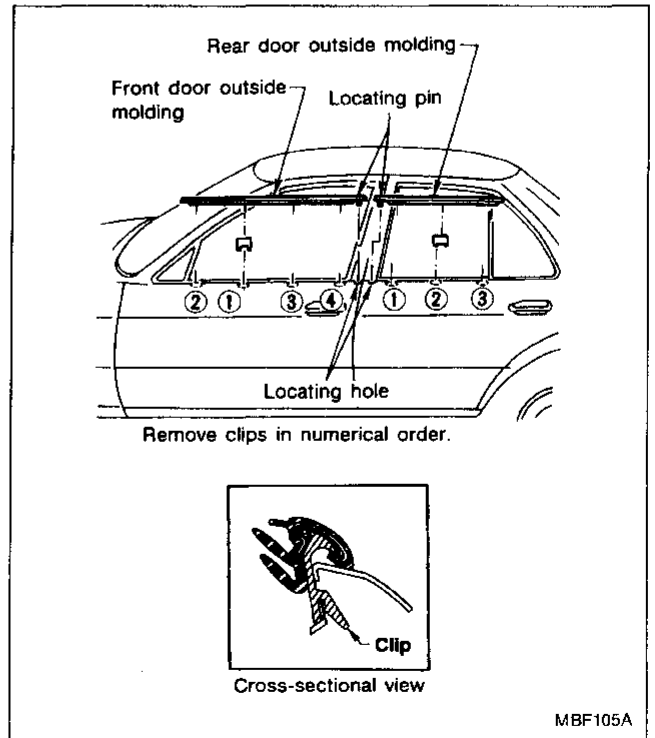 Rear door outside molding
Front door outside
molding
Locating pin
② ① ③ ④ ① ② ③
Locating hole
Remove clips in numerical order.
Clip
Cross-sectional view
MBF105A